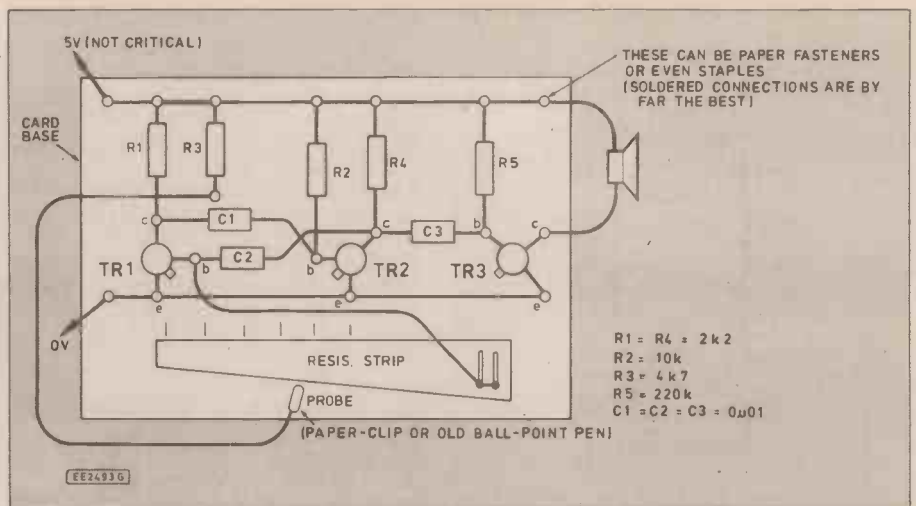 5V (NOT CRITICAL)
THESE CAN BE PAPER FASTENERS
OR EVEN STAPLES
(SOLDERED CONNECTIONS ARE BY
FAR THE BEST)
CARD
BASE
R1
R3
R2
R4
R5
c
C1
c
C3
b
c
TR1
b
C2
b
TR2
TR3
e
e
e
0V
RESIS. STRIP
PROBE
(PAPER-CLIP OR OLD BALL-POINT PEN)
R1 = R4 = 2k2
R2 = 10k
R3 = 4k7
R5 = 220k
C1 = C2 = C3 = 0µ01
EE2493G